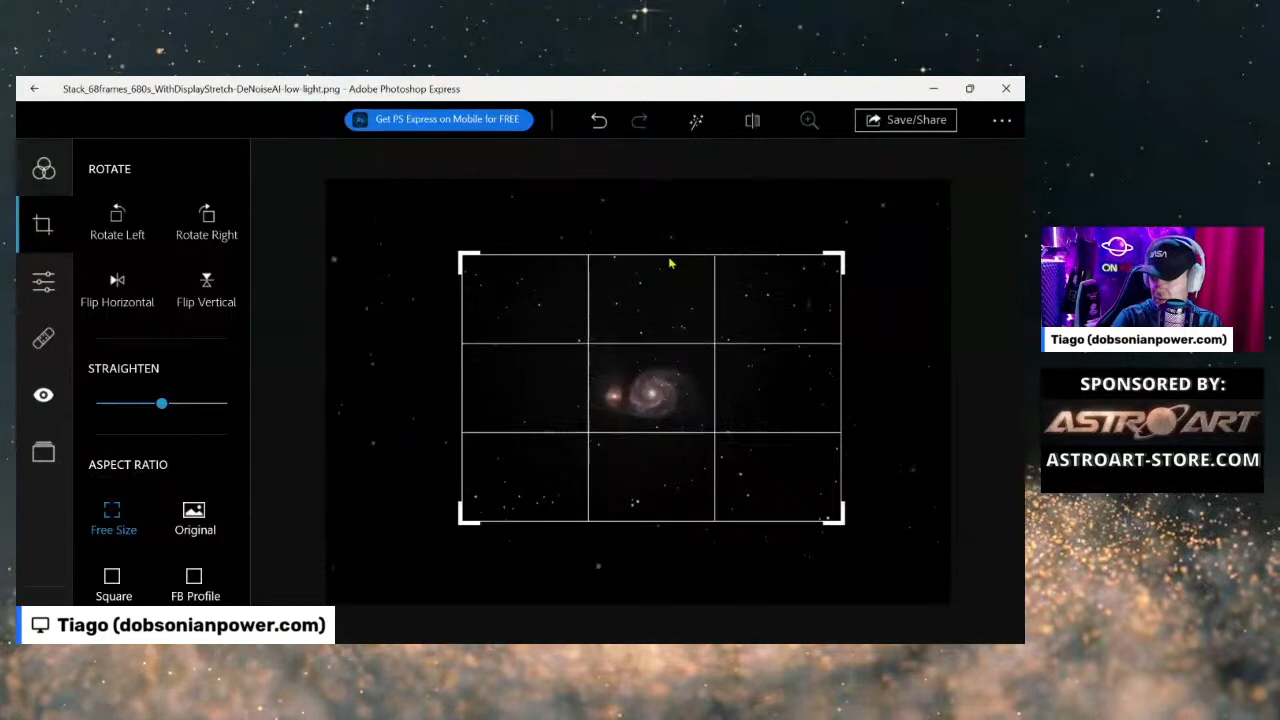 Stack_68frames_680s_WithDisplayStretch-DeNoiseAI-low-light.png - Adobe Photoshop Express
Get PS Express on Mobile for FREE
Save/Share
ROTATE
Rotate Left
Rotate Right
Flip Horizontal
Flip Vertical
STRAIGHTEN
ASPECT RATIO
Free Size
Original
Square
FB Profile
Tiago (dobsonianpower.com)
NASA
ON
Tiago (dobsonianpower.com)
SPONSORED BY:
ASTROART
ASTROART-STORE.COM